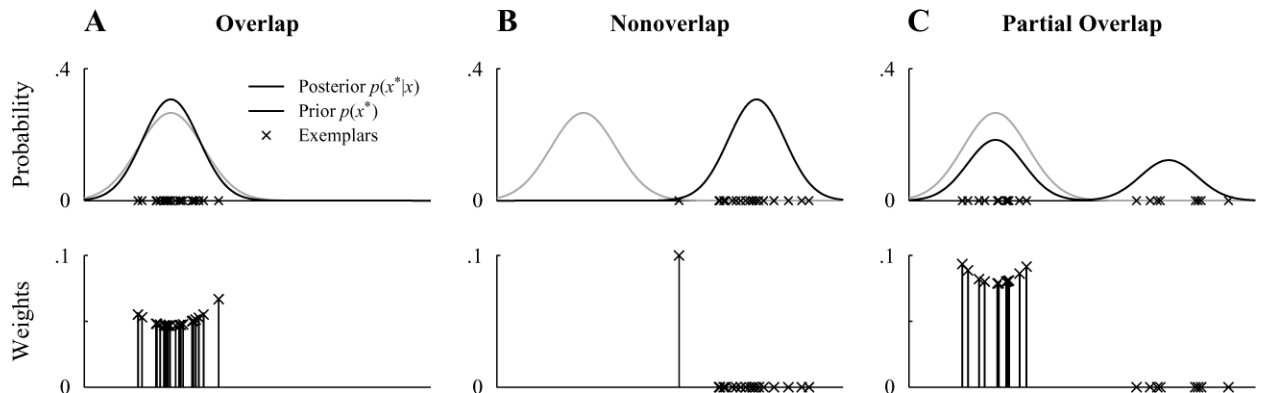 A Overlap
B Nonoverlap
C Partial Overlap
Probability
.4
0
Posterior p(x*|x)
Prior p(x*)
Exemplars
.4
0
.4
0
Weights
.1
0
.1
0
.1
0